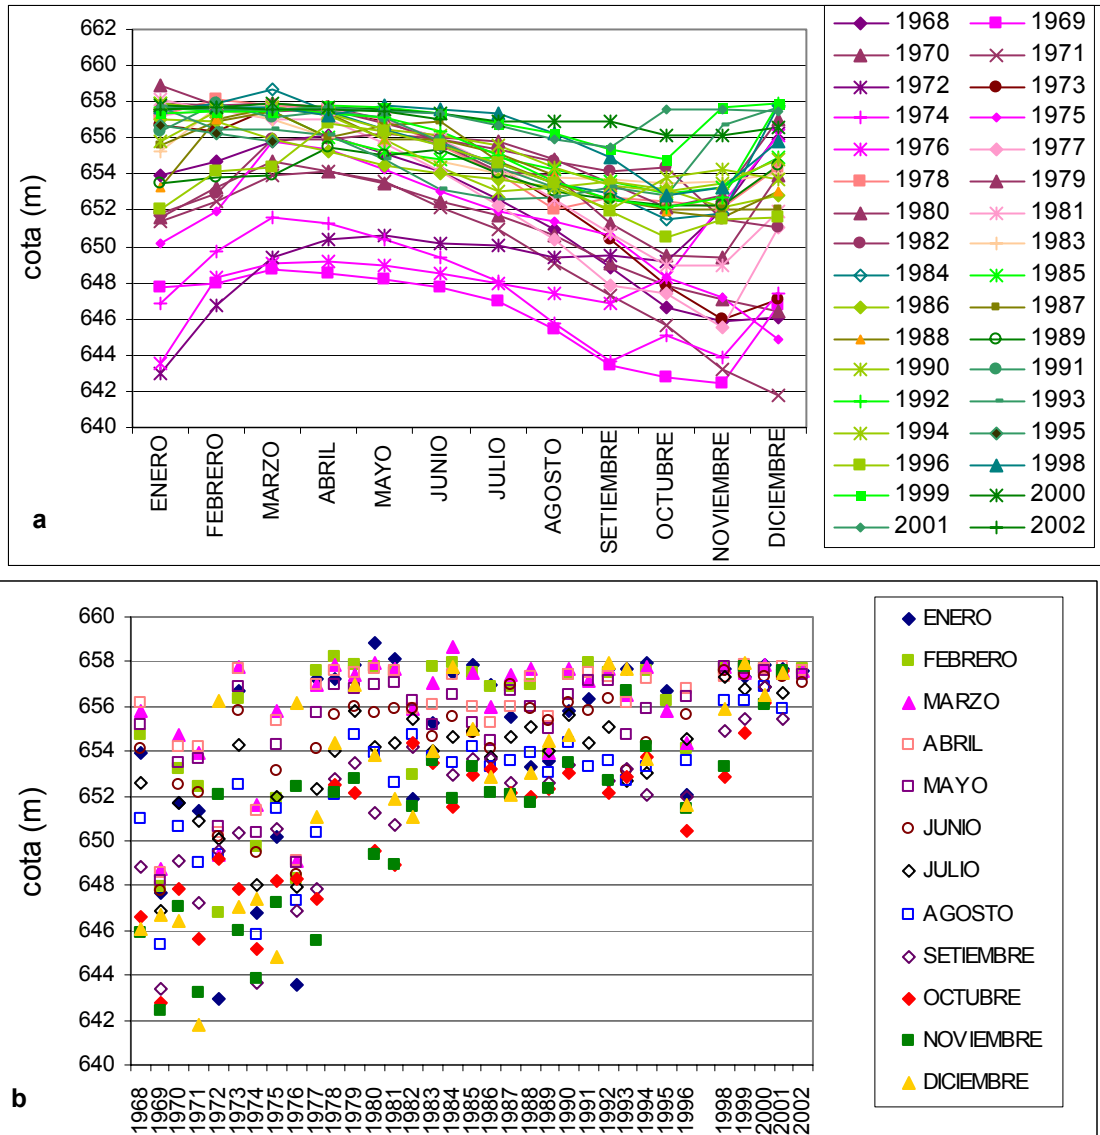 662
660
658
656
654
652
650
648
646
644
642
640
cota (m)
ENERO
FEBRERO
MARZO
ABRIL
MAYO
JUNIO
JULIO
AGOSTO
SETIEMBRE
OCTUBRE
NOVIEMBRE
DICIEMBRE
a
1968 1969
1970 1971
1972 1973
1974 1975
1976 1977
1978 1979
1980 1981
1982 1983
1984 1985
1986 1987
1988 1989
1990 1991
1992 1993
1994 1995
1996 1998
1999 2000
2001 2002
660
658
656
654
652
650
648
646
644
642
640
cota (m)
1968
1969
1970
1971
1972
1973
1974
1975
1976
1977
1978
1979
1980
1981
1982
1983
1984
1985
1986
1987
1988
1989
1990
1991
1992
1993
1994
1995
1996
1998
1999
2000
2001
2002
b
ENERO
FEBRERO
MARZO
ABRIL
MAYO
JUNIO
JULIO
AGOSTO
SETIEMBRE
OCTUBRE
NOVIEMBRE
DICIEMBRE